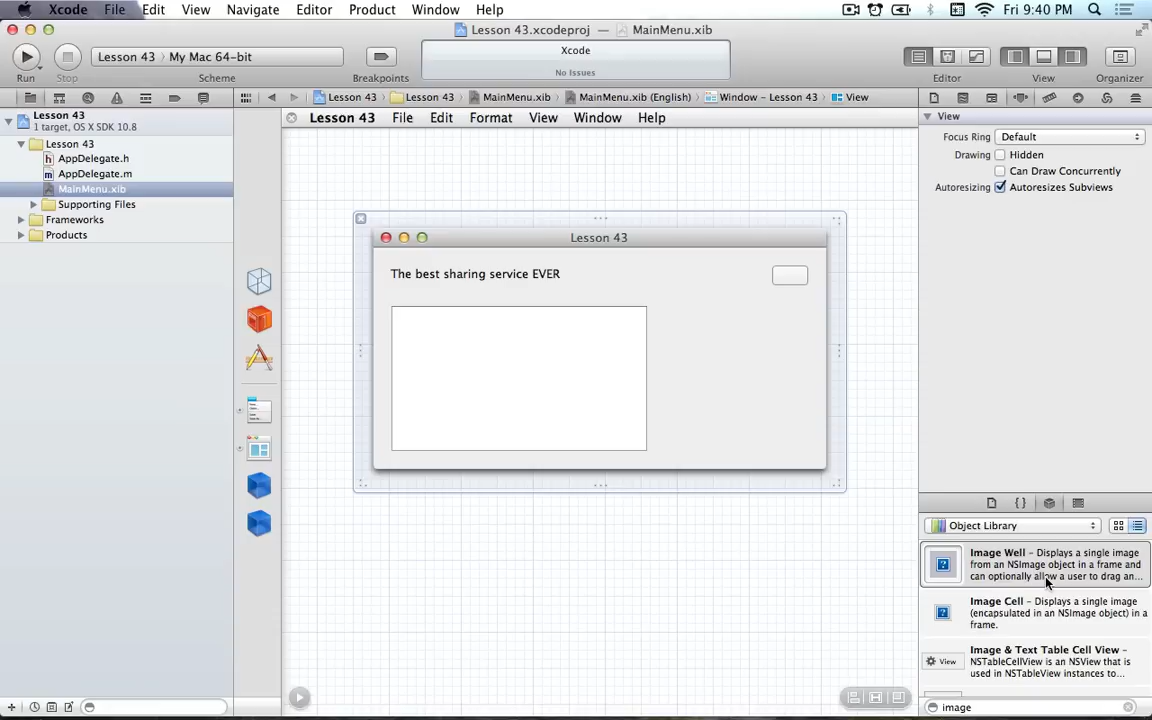 Xcode File Edit View Navigate Editor Product Window Help Fri 9:40 PM
Lesson 43.xcodeproj — MainMenu.xib
Run Stop
Lesson 43 My Mac 64-bit
Scheme
Breakpoints
Xcode
No Issues
Editor View Organizer
Lesson 43 Lesson 43 MainMenu.xib MainMenu.xib (English) Window – Lesson 43 View
Lesson 43
1 target, OS X SDK 10.8
Lesson 43
AppDelegate.h
AppDelegate.m
MainMenu.xib
Supporting Files
Frameworks
Products
Lesson 43 File Edit Format View Window Help
Lesson 43
The best sharing service EVER
View
Focus Ring Default
Drawing Hidden
Can Draw Concurrently
Autoresizing Autoresizes Subviews
Object Library
Image Well – Displays a single image
from an NSImage object in a frame and
can optionally allow a user to drag an...
Image Cell – Displays a single image
(encapsulated in an NSImage object) in a
frame.
View
Image & Text Table Cell View –
NSTableCellView is an NSView that is
used in NSTableView instances to...
image